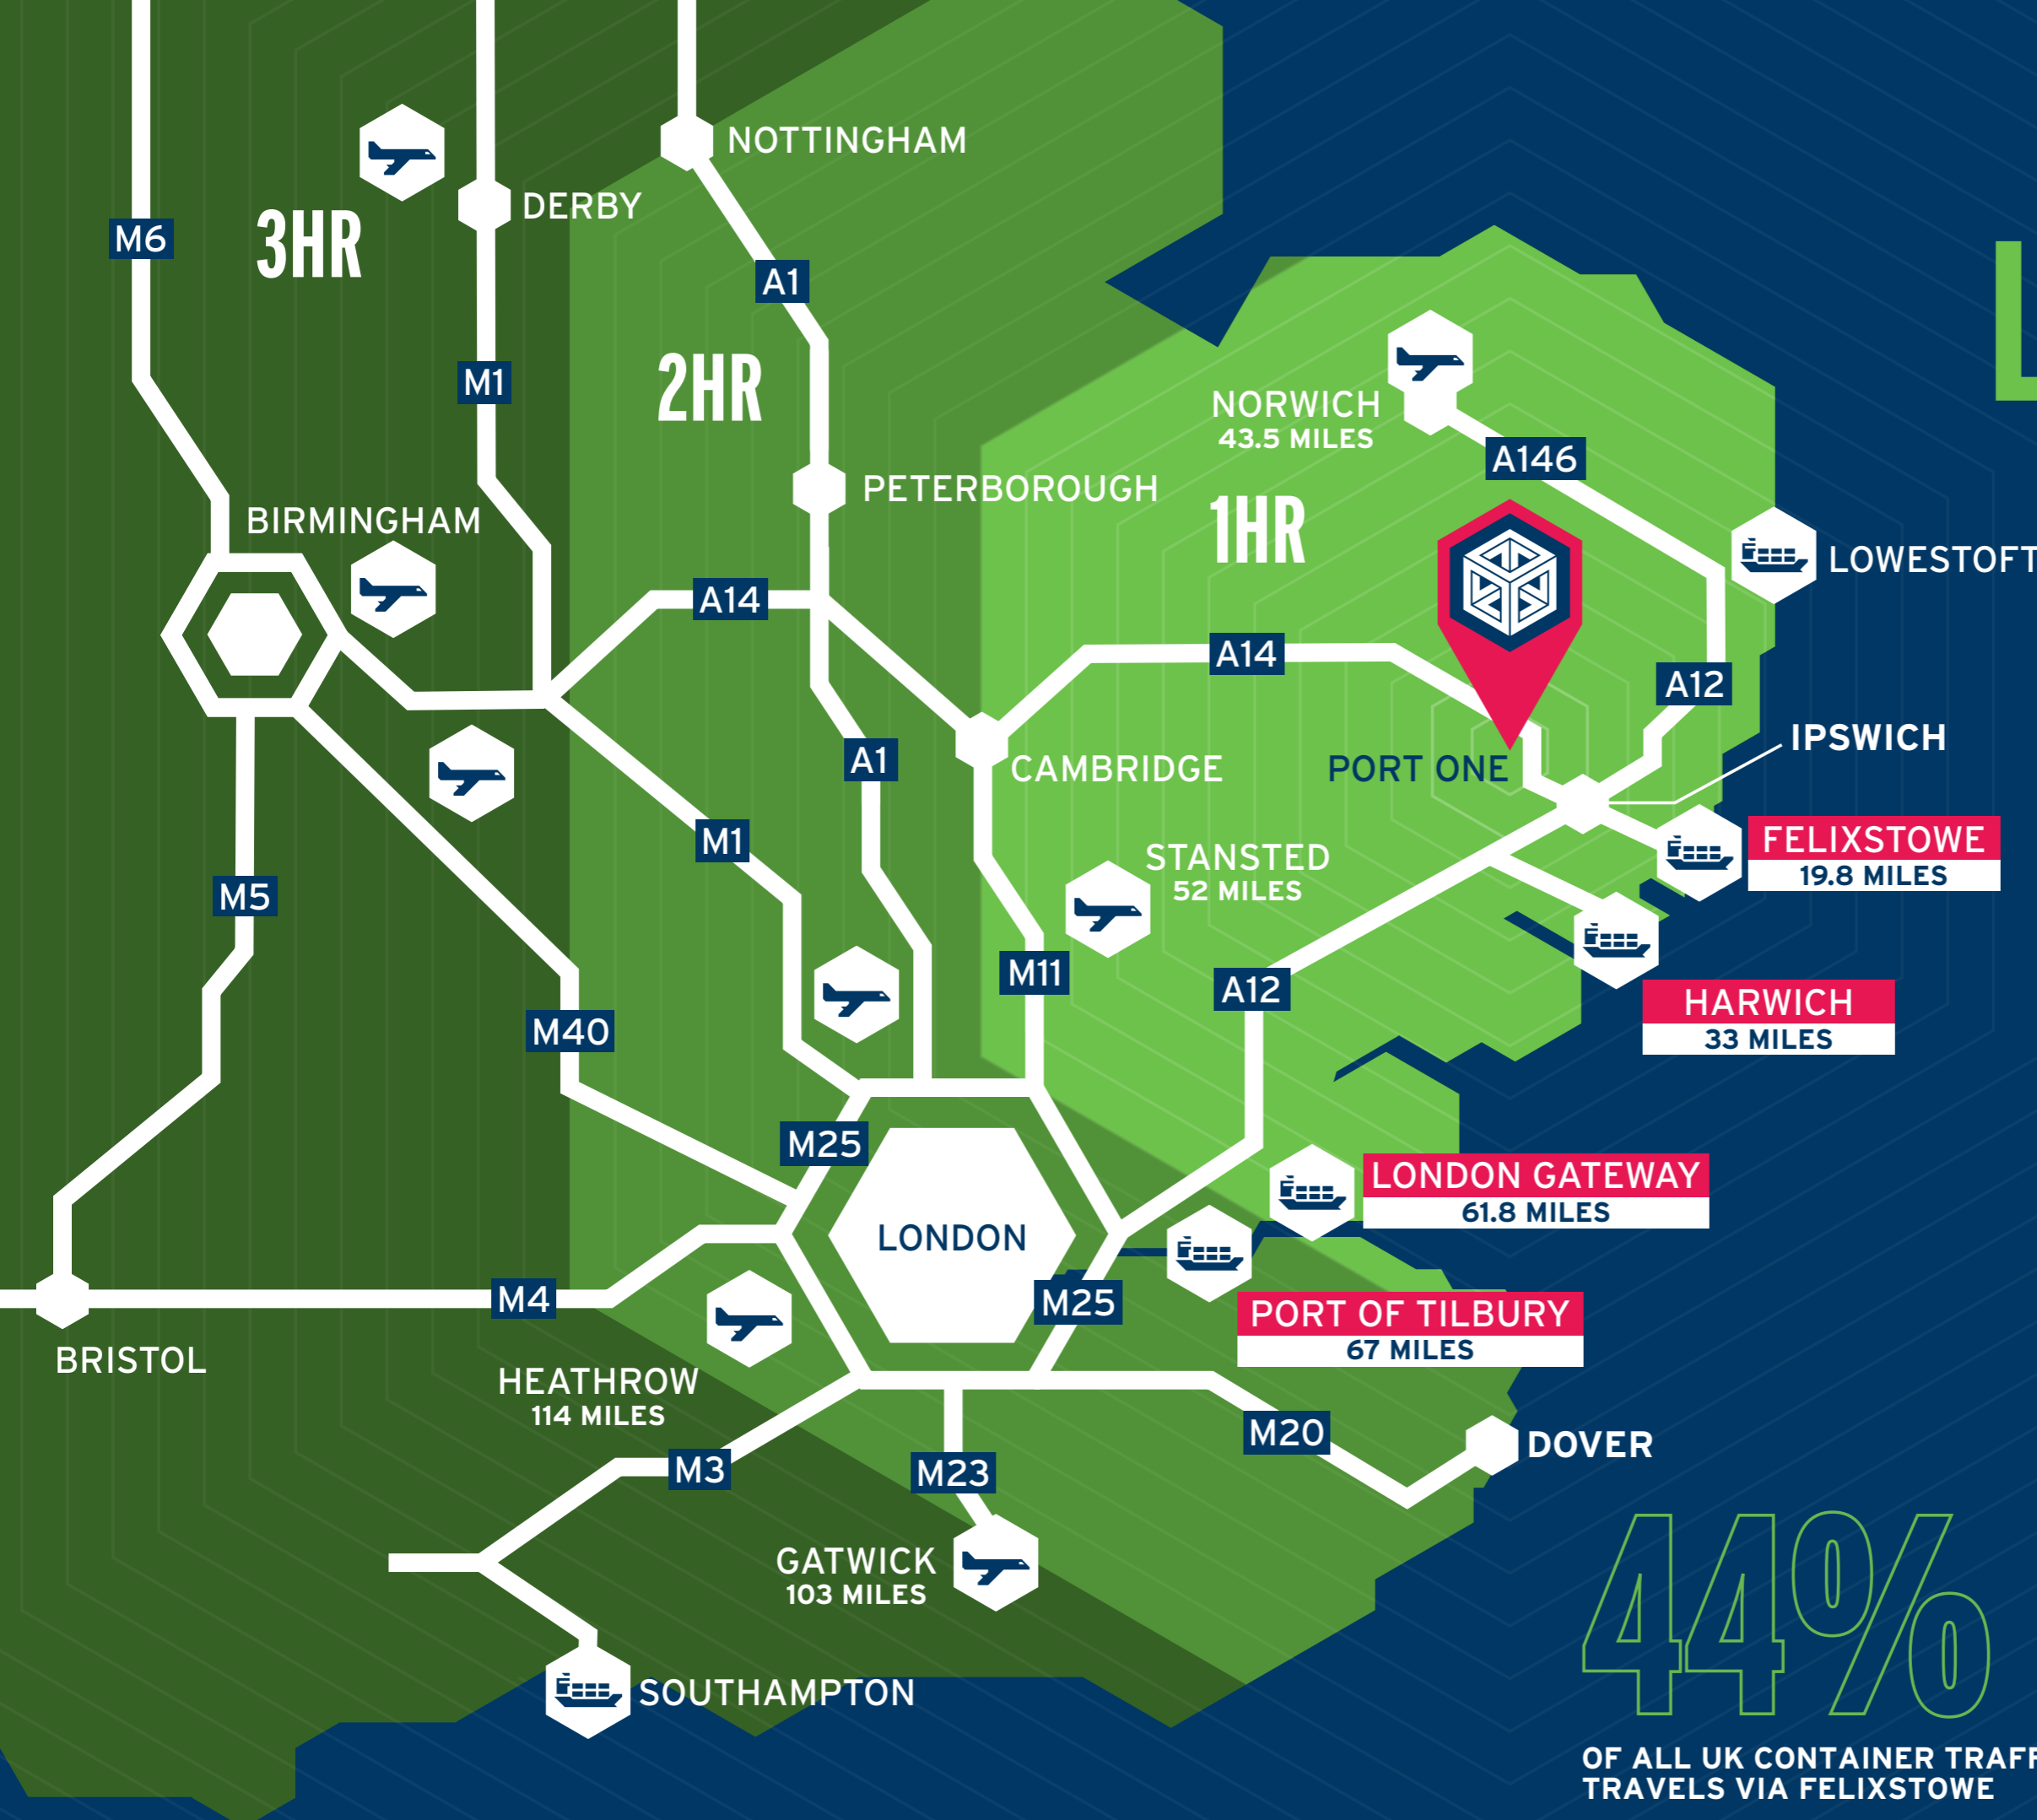 NOTTINGHAM
DERBY
M6
3HR
A1
M1
2HR
NORWICH
43.5 MILES
A146
PETERBOROUGH
BIRMINGHAM
1HR
LOWESTOFT
A14
A14
A12
IPSWICH
A1
CAMBRIDGE
PORT ONE
M1
STANSTED
52 MILES
FELIXSTOWE
19.8 MILES
M5
M11
A12
HARWICH
33 MILES
M40
M25
LONDON GATEWAY
61.8 MILES
LONDON
M4
M25
PORT OF TILBURY
67 MILES
BRISTOL
HEATHROW
114 MILES
M20
DOVER
M3
M23
GATWICK
103 MILES
44%
SOUTHAMPTON
OF ALL UK CONTAINER
TRAVELS VIA FELIXSTOWE